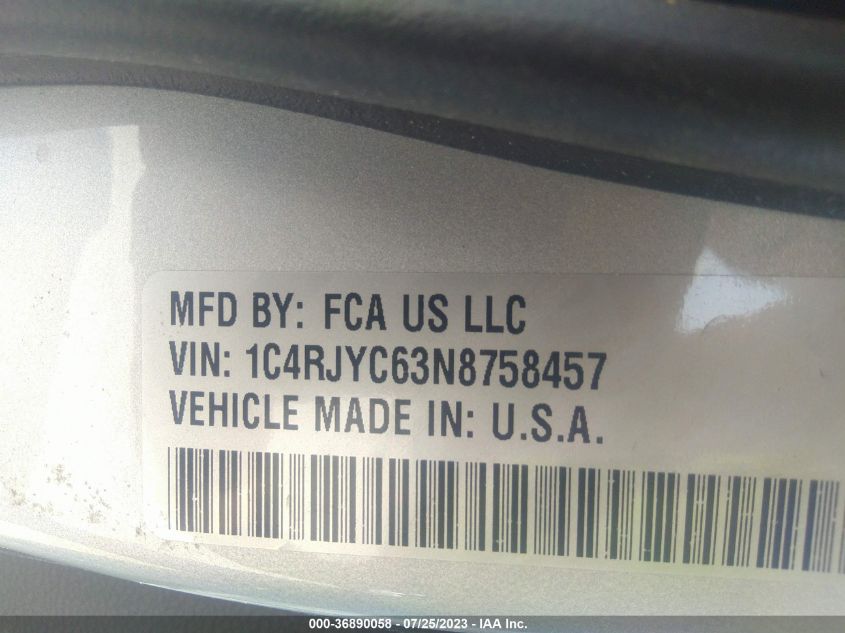 MFD BY: FCA US LLC
VIN: 1C4RJYC63N8758457
VEHICLE MADE IN: U.S.A.
000-36890058 - 07/25/2023 - IAA Inc.